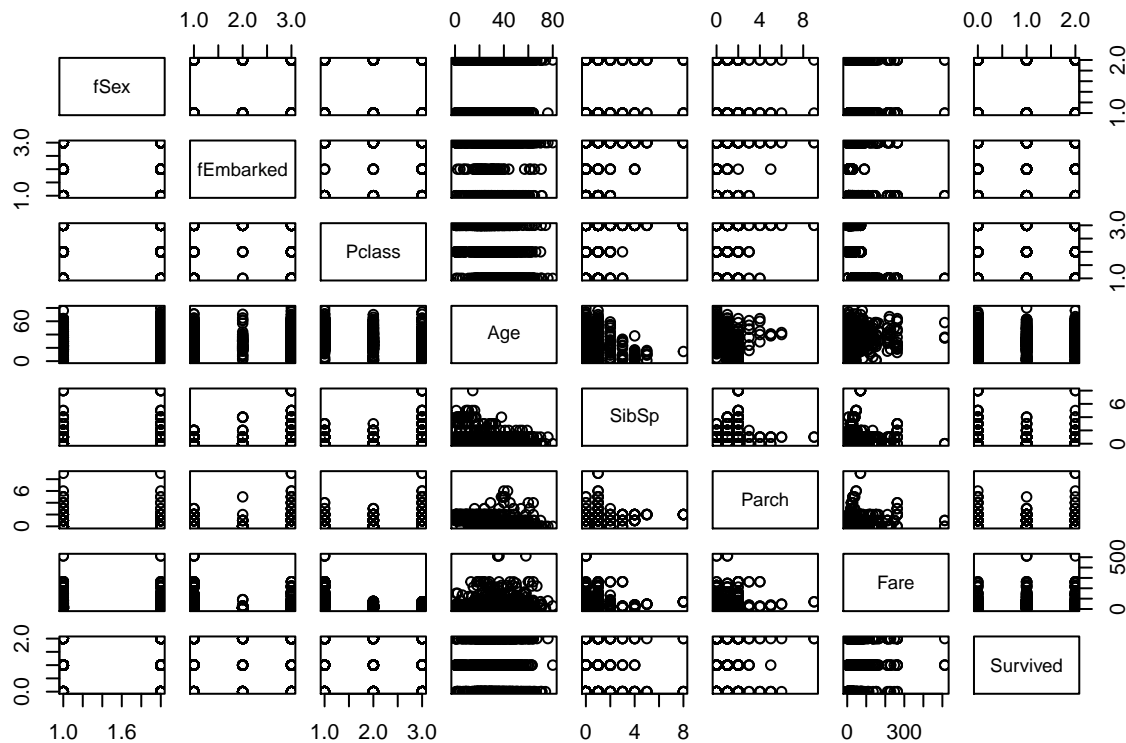 1.0 2.0 3.0 0 40 80 0 4 8 0.0 1.0 2.0
fSex 1.0 2.0
1.0 3.0 fEmbarked
Pclass 1.0 3.0
0 60 Age
SibSp 0 6
0 6 Parch
Fare 0 500
0.0 2.0 Survived
1.0 1.6 1.0 2.0 3.0 0 4 8 0 300